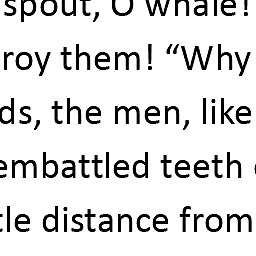 spout, O whale!
roy them! “Why
ds, the men, like
embattled teeth
tle distance from